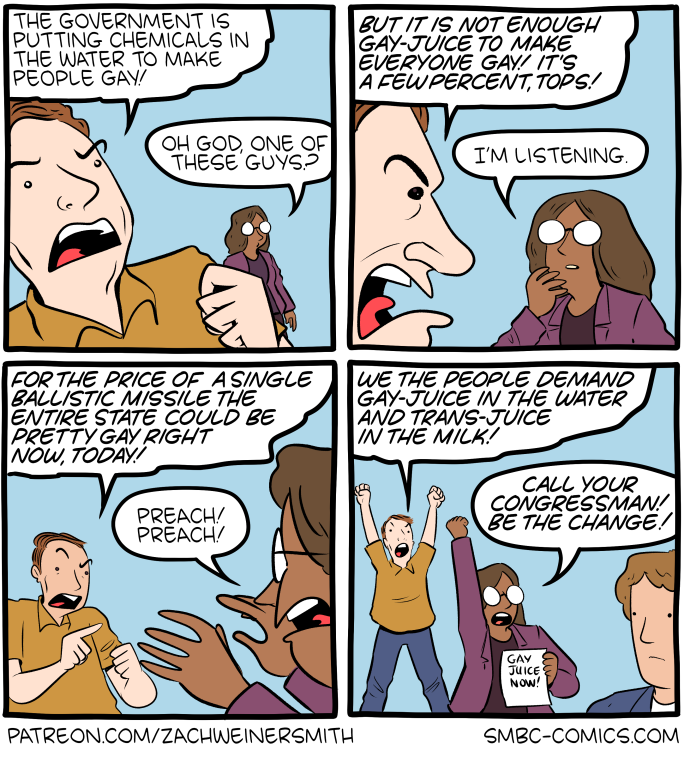 THE GOVERNMENT IS
PUTTING CHEMICALS IN
THE WATER TO MAKE
PEOPLE GAY!
OH GOD, ONE OF
THESE GUYS?
BUT IT IS NOT ENOUGH
GAY-JUICE TO MAKE
EVERYONE GAY! IT'S
A FEW PERCENT, TOPS!
I'M LISTENING.
FOR THE PRICE OF A SINGLE
BALLISTIC MISSILE THE
ENTIRE STATE COULD BE
PRETTY GAY RIGHT
NOW, TODAY!
PREACH!
PREACH!
WE THE PEOPLE DEMAND
GAY-JUICE IN THE WATER
AND TRANS-JUICE
IN THE MILK!
CALL YOUR
CONGRESSMAN!
BE THE CHANGE!
GAY
JUICE
NOW!
PATREON.COM/ZACHWEINERSMITH
SMBC-COMICS.COM